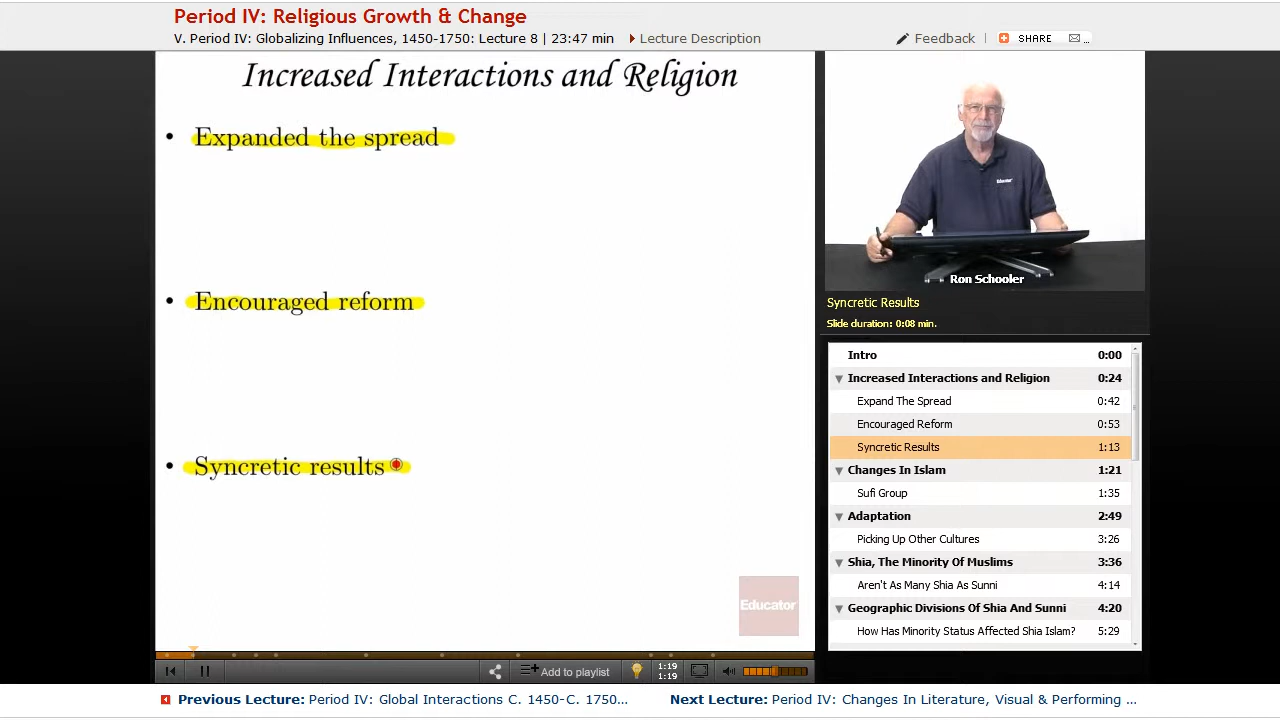 Period IV: Religious Growth & Change
V. Period IV: Globalizing Influences, 1450-1750: Lecture 8 | 23:47 min
Lecture Description
Feedback
SHARE
...
Increased Interactions and Religion
• Expanded the spread
• Encouraged reform
• Syncretic results
Educator
Educator
Ron Schooler
Syncretic Results
Slide duration: 0:08 min.
Intro 0:00
Increased Interactions and Religion 0:24
Expand The Spread 0:42
Encouraged Reform 0:53
Syncretic Results 1:13
Changes In Islam 1:21
Sufi Group 1:35
Adaptation 2:49
Picking Up Other Cultures 3:26
Shia, The Minority Of Muslims 3:36
Aren't As Many Shia As Sunni 4:14
Geographic Divisions Of Shia And Sunni 4:20
How Has Minority Status Affected Shia Islam? 5:29
Add to playlist
1:19
1:19
Previous Lecture: Period IV: Global Interactions C. 1450-C. 1750...
Next Lecture: Period IV: Changes In Literature, Visual & Performing ...